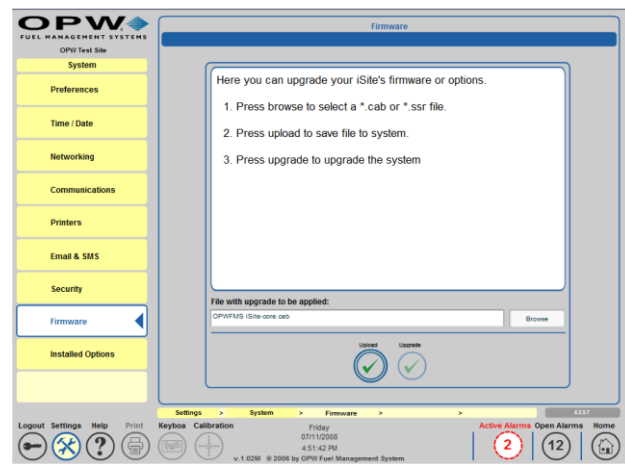 OPW
FUEL MANAGEMENT SYSTEMS
OPW Test Site
System
Preferences
Time / Date
Networking
Communications
Printers
Email & SMS
Security
Firmware
Installed Options
Firmware
Here you can upgrade your iSite's firmware or options.
1. Press browse to select a *.cab or *.ssr file.
2. Press upload to save file to system.
3. Press upgrade to upgrade the system
File with upgrade to be applied:
OPWFMS iSite-core.cab
Browse
Upload Upgrade
Settings > System > Firmware > >
6.3.5.7
Logout Settings Help Print Keyboa Calibration
Friday
07/11/2008
4:51:42 PM
v.1.02M © 2006 by OPW Fuel Management System
Active Alarms Open Alarms Home
2 12